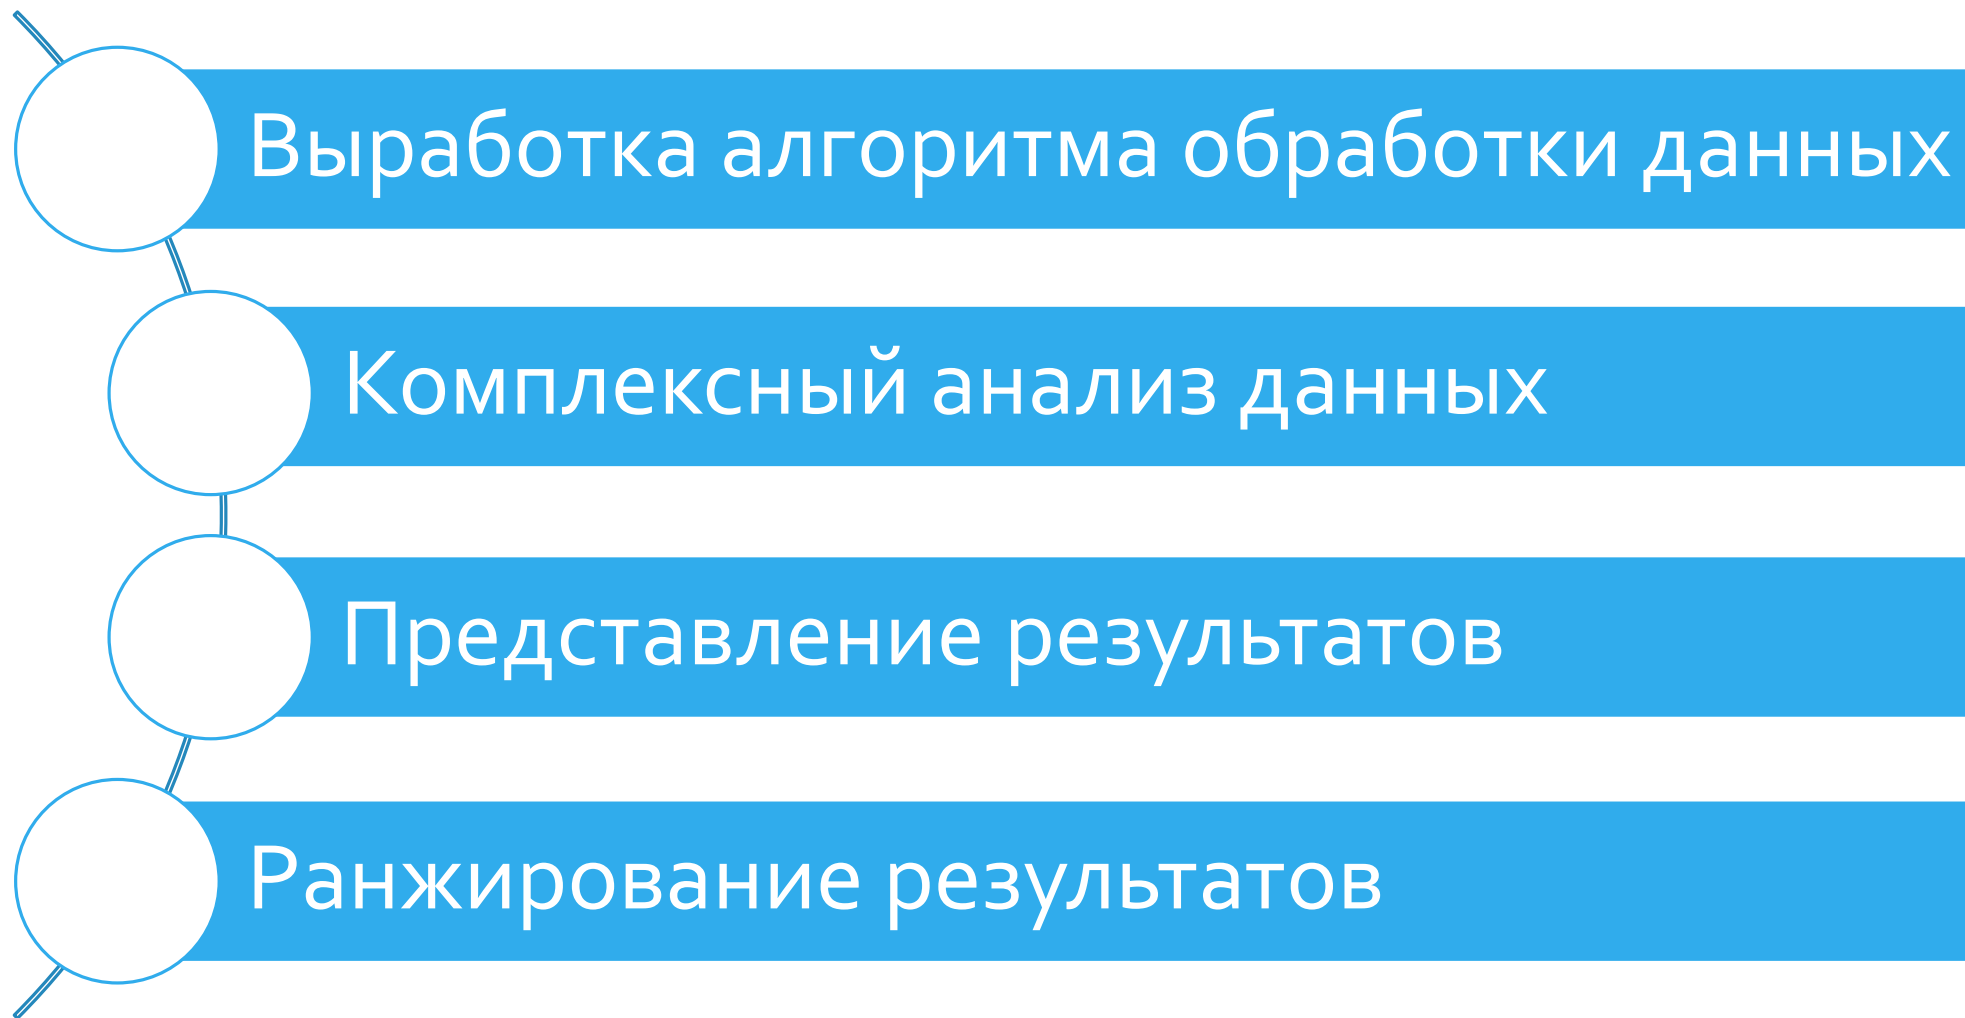 Выработка алгоритма обработки данных
Комплексный анализ данных
Представление результатов
Ранжирование результатов